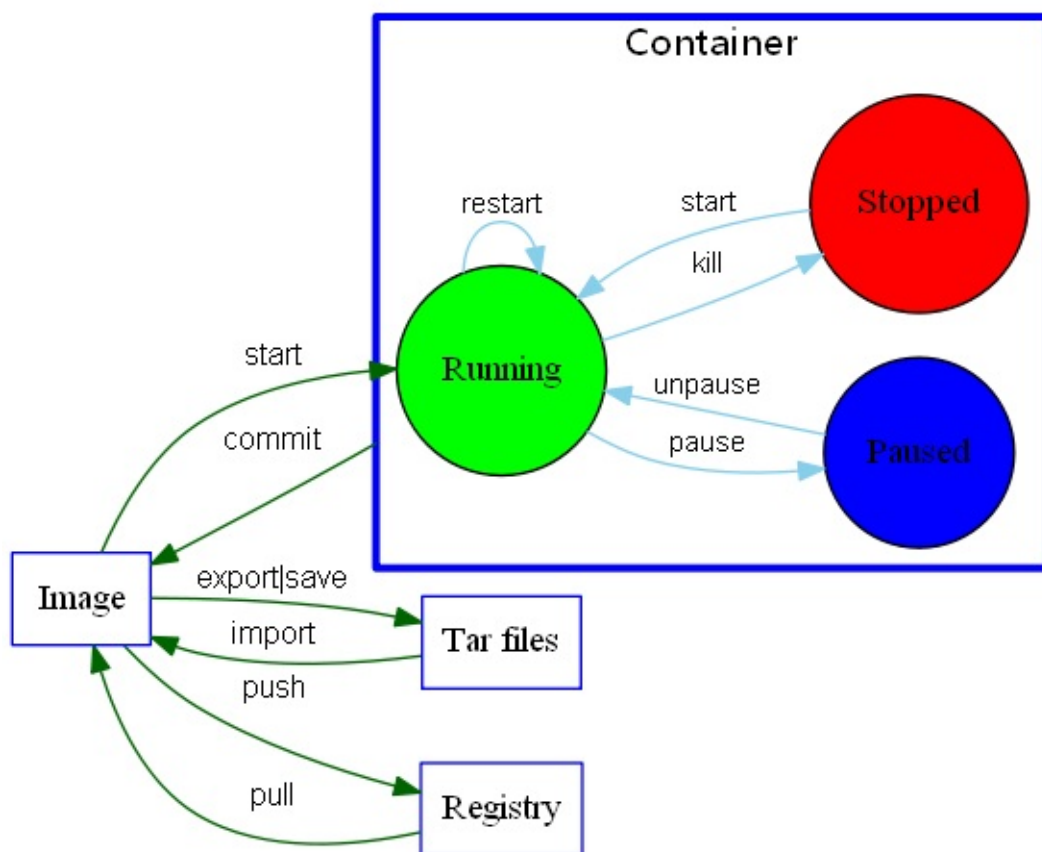 Container
Stopped
restart
start
kill
Running
start
unpause
pause
Paused
commit
Image
export|save
import
Tar files
push
pull
Registry